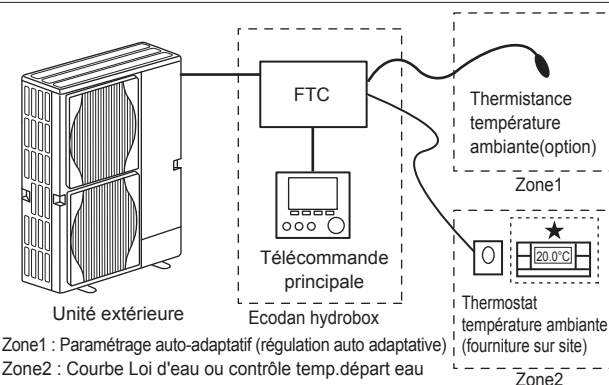 FTC
Thermistance
température
ambiante(option)
Zone1
Télécommande
principale
20.0°C
Unité extérieure
Ecodan hydrobox
Thermostat
température ambiante
(fourniture sur site)
Zone2
Zone1 : Paramétrage auto-adaptatif (régulation auto adaptative)
Zone2 : Courbe Loi d'eau ou contrôle temp.départ eau